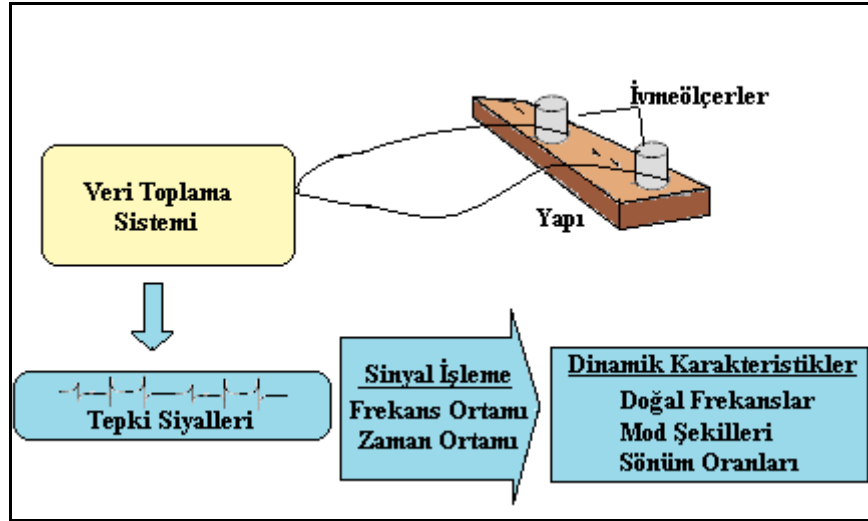 İvmeölçerler
Veri Toplama
Sistemi
Yapı
Tepki Siyalleri
Sinyal İşleme
Frekans Ortamı
Zaman Ortamı
Dinamik Karakteristikler
Doğal Frekanslar
Mod Şekilleri
Sönüm Oranları